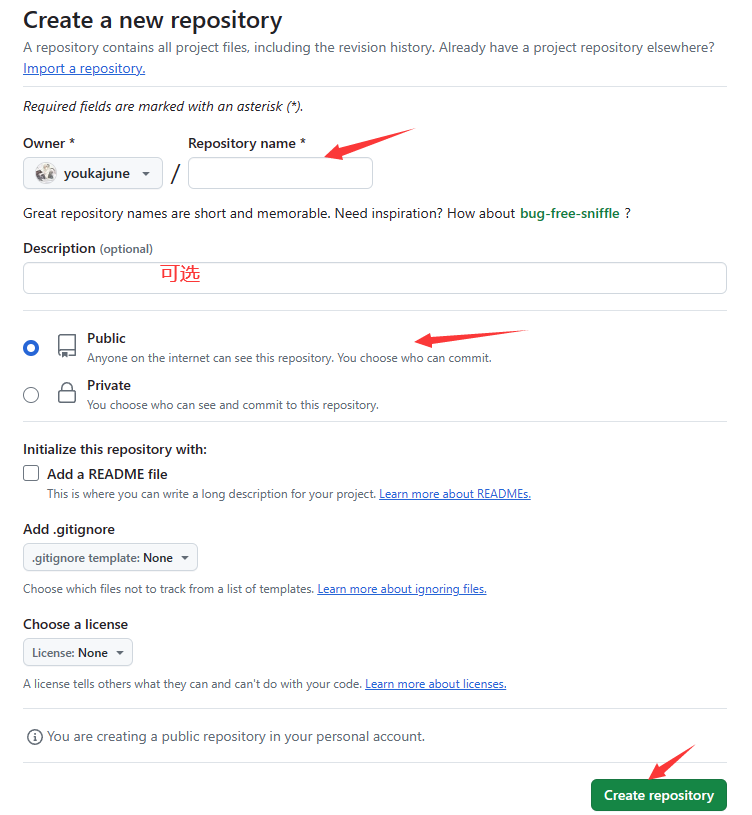 Create a new repository
A repository contains all project files, including the revision history. Already have a project repository elsewhere?
Import a repository.
Required fields are marked with an asterisk (*).
Owner * Repository name *
youkajune /
Great repository names are short and memorable. Need inspiration? How about bug-free-sniffle ?
Description (optional)
可选
Public
Anyone on the internet can see this repository. You choose who can commit.
Private
You choose who can see and commit to this repository.
Initialize this repository with:
Add a README file
This is where you can write a long description for your project. Learn more about READMEs.
Add .gitignore
.gitignore template: None
Choose which files not to track from a list of templates. Learn more about ignoring files.
Choose a license
License: None
A license tells others what they can and can't do with your code. Learn more about licenses.
You are creating a public repository in your personal account.
Create repository